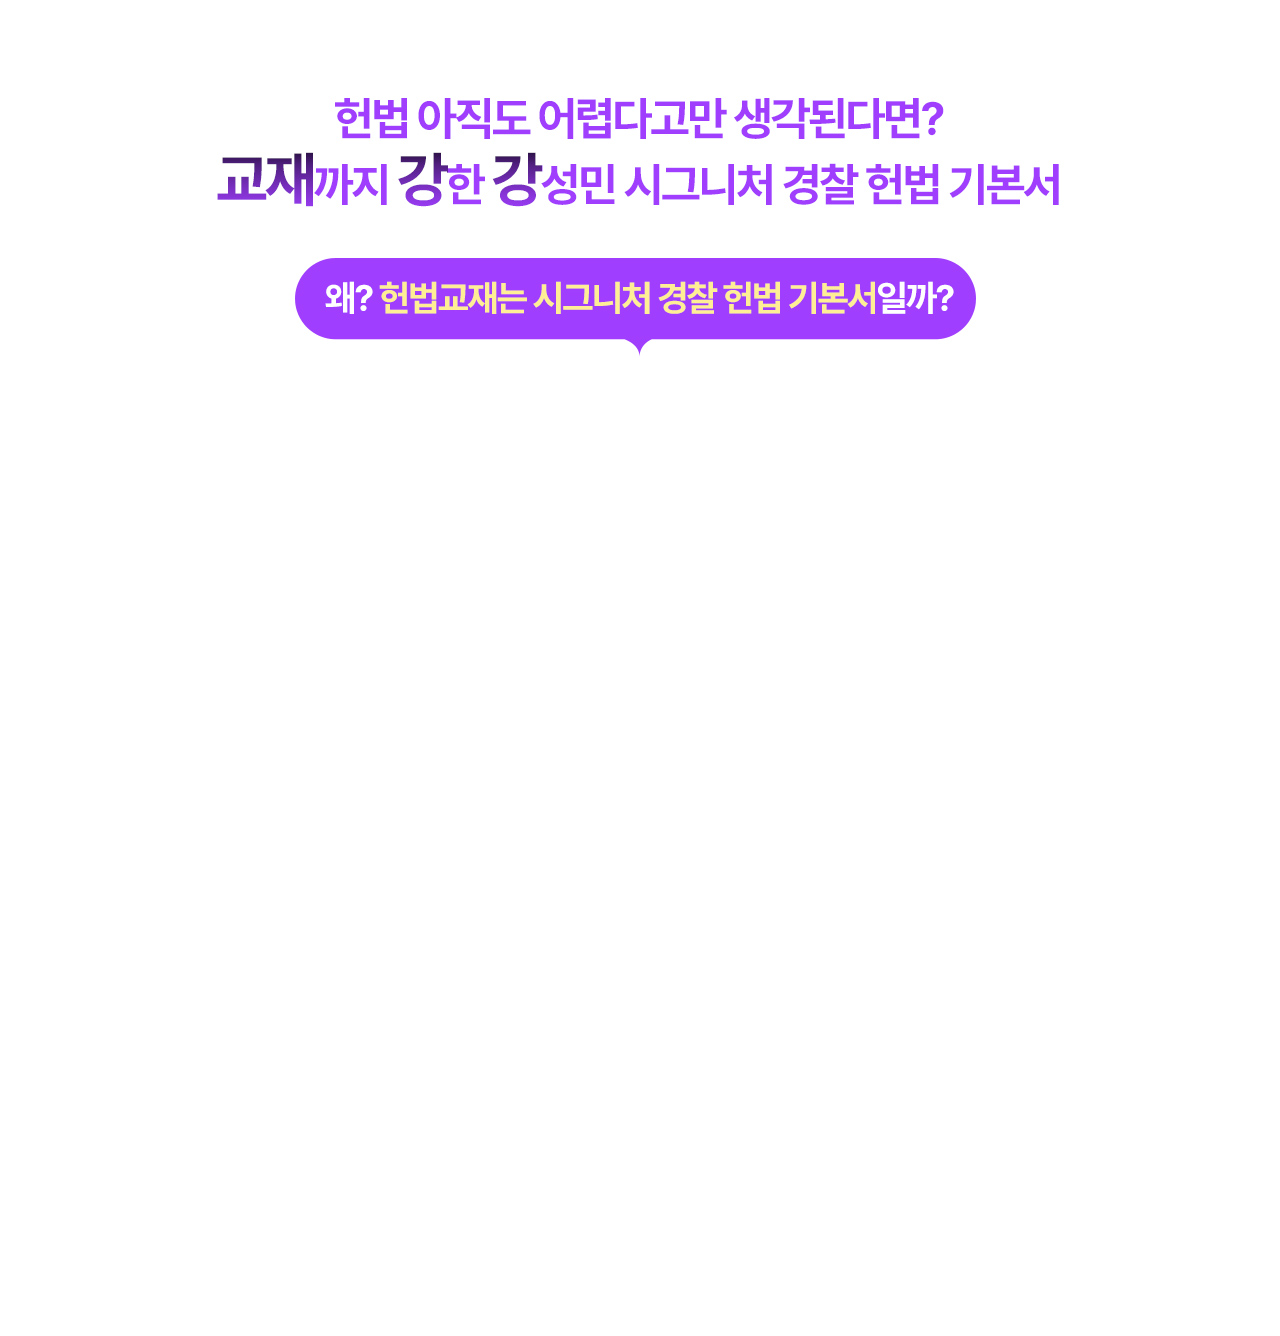 헌법 아직도 어렵다고만 생각된다면?
교재까지 강한 강성민 시그니처 경찰 헌법 기본서
왜? 헌법교재는 시그니처 경찰 헌법 기본서일까?